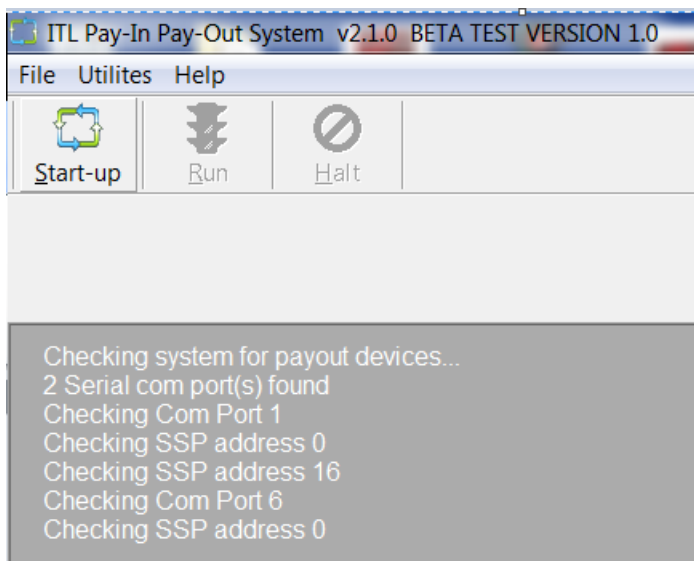 ITL Pay-In Pay-Out System v2.1.0 BETA TEST VERSION 1.0
File Utilites Help
Start-up Run Halt
Checking system for payout devices...
2 Serial com port(s) found
Checking Com Port 1
Checking SSP address 0
Checking SSP address 16
Checking Com Port 6
Checking SSP address 0